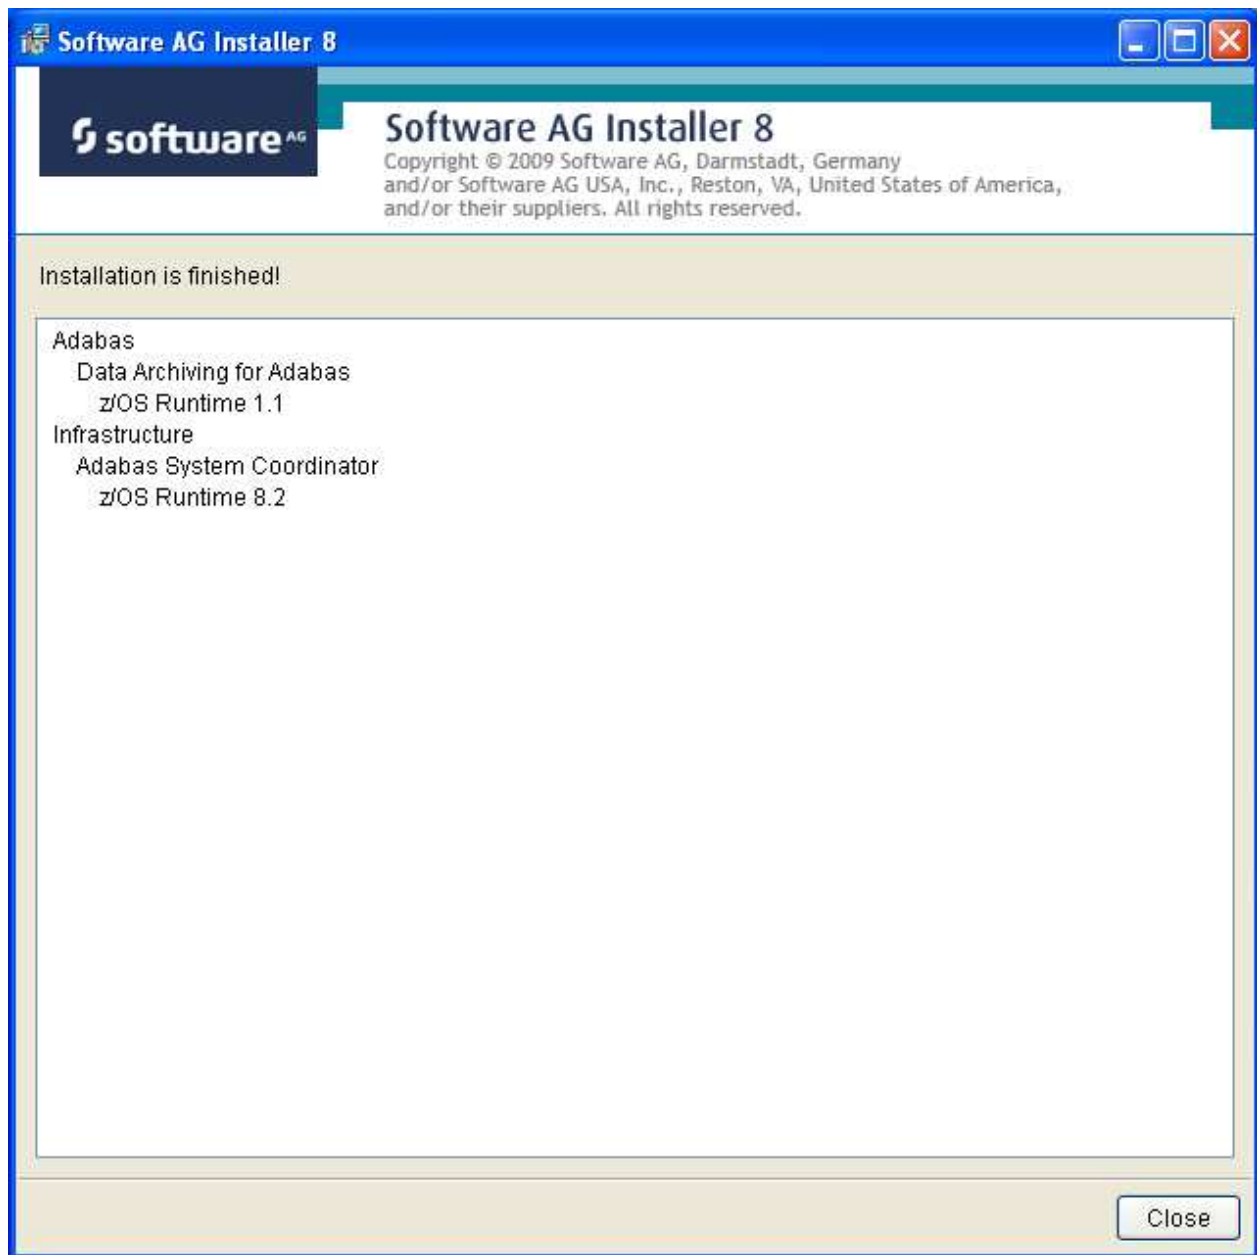 Software AG Installer 8
software AG
Software AG Installer 8
Copyright © 2009 Software AG, Darmstadt, Germany
and/or Software AG USA, Inc., Reston, VA, United States of America,
and/or their suppliers. All rights reserved.
Installation is finished!
Adabas
Data Archiving for Adabas
z/OS Runtime 1.1
Infrastructure
Adabas System Coordinator
z/OS Runtime 8.2
Close